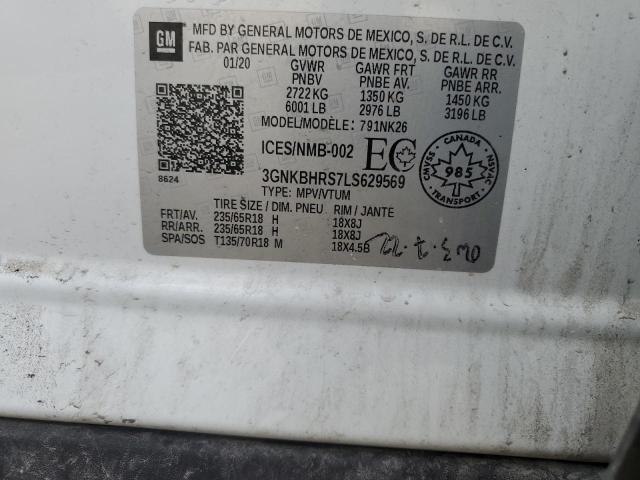 GM
MFD BY GENERAL MOTORS DE MEXICO, S. DE R.L. DE C.V.
FAB. PAR GENERAL MOTORS DE MEXICO, S. DE R.L. DE C.V.
01/20 GVWR GAWR FRT GAWR RR
PNBV PNBE AV. PNBE ARR.
2722 KG 1350 KG 1450 KG
6001 LB 2976 LB 3196 LB
MODEL/MODÈLE: 791NK26
ICES/NMB-002 EC
CANADA
CMVSS 985 NSVAC
TRANSPORT
8624 3GNKBHRS7LS629569
TYPE: MPV/VTUM
TIRE SIZE / DIM. PNEU RIM / JANTE
FRT/AV 235/65R18 H 18X8J
RR/ARR. 235/65R18 H 18X8J
SPA/SOS T135/70R18 M 18X4.5B